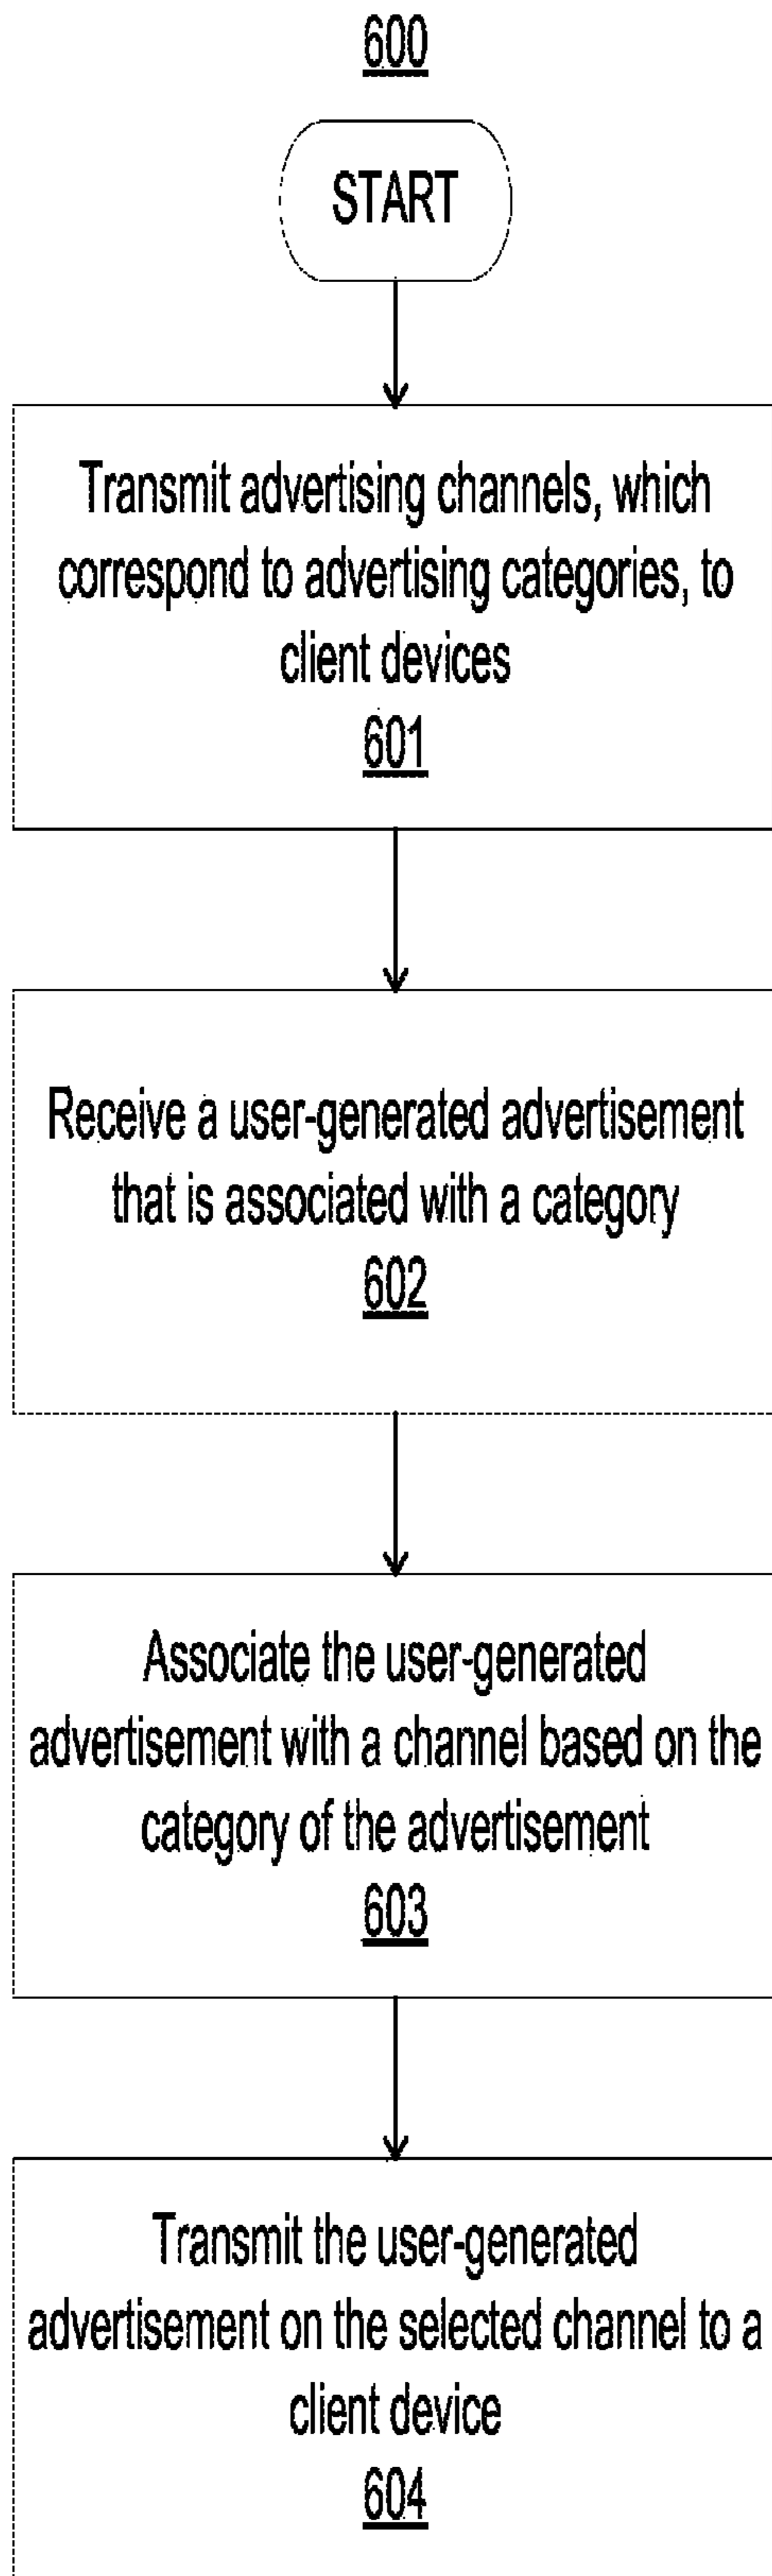 600
START
Transmit advertising channels, which
correspond to advertising categories, to
client devices
601
Receive a user-generated advertisement
that is associated with a category
602
Associate the user-generated
advertisement with a channel based on the
category of the advertisement
603
Transmit the user-generated
advertisement on the selected channel to a
client device
604